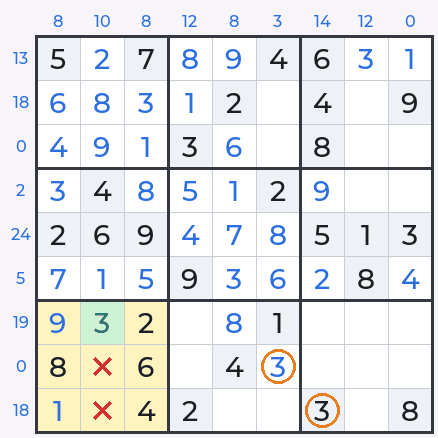 8 10 8 12 8 3 14 12 0
13 5 2 7 8 9 4 6 3 1
18 6 8 3 1 2 4 9
0 4 9 1 3 6 8
2 3 4 8 5 1 2 9
24 2 6 9 4 7 8 5 1 3
5 7 1 5 9 3 6 2 8 4
19 9 3 2 8 1
0 8 6 4 3
18 1 4 2 3 8